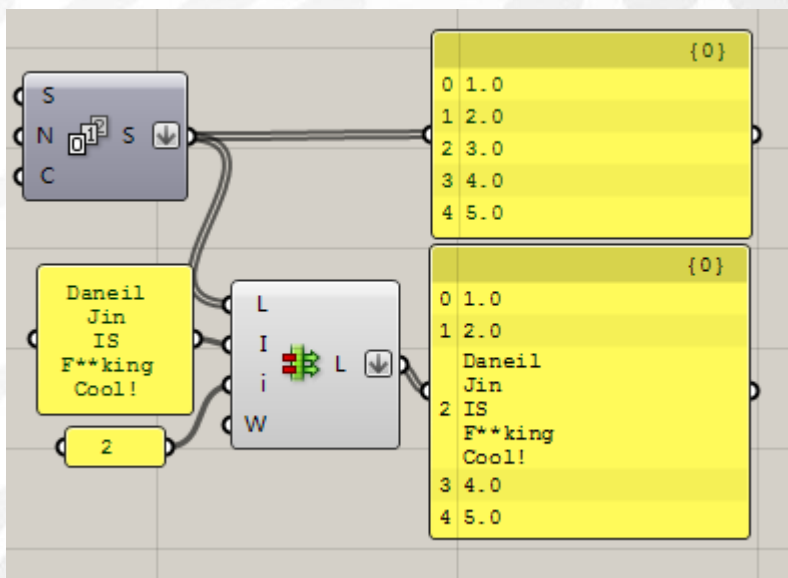 S
N S
C
{0}
0 1.0
1 2.0
2 3.0
3 4.0
4 5.0
Daneil
Jin
IS
F**king
Cool!
2
L
I
L
i
W
{0}
0 1.0
1 2.0
Daneil
Jin
2 IS
F**king
Cool!
3 4.0
4 5.0